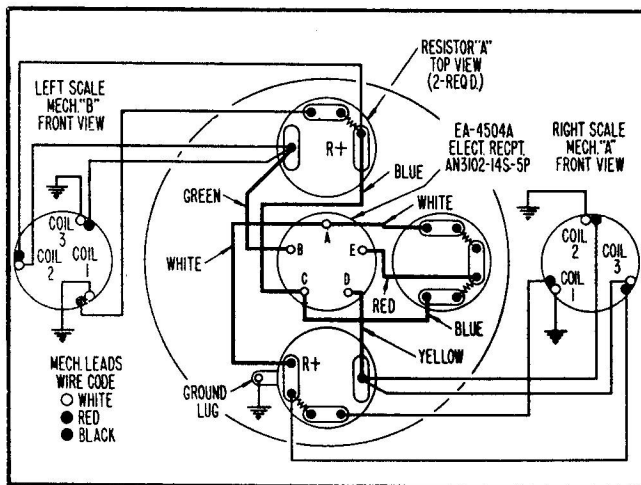 RESISTOR "A"
TOP VIEW
(2-REQ'D.)
LEFT SCALE
MECH. "B"
FRONT VIEW
EA-4504A
ELECT. RECPT.
AN3102-14S-5P
RIGHT SCALE
MECH. "A"
FRONT VIEW
R+
BLUE
GREEN
WHITE
COIL
3
COIL
2
COIL
1
A
B
E
C
D
WHITE
RED
BLUE
YELLOW
COIL
2
COIL
3
COIL
1
MECH. LEADS
WIRE CODE
WHITE
RED
BLACK
GROUND
LUG
R+